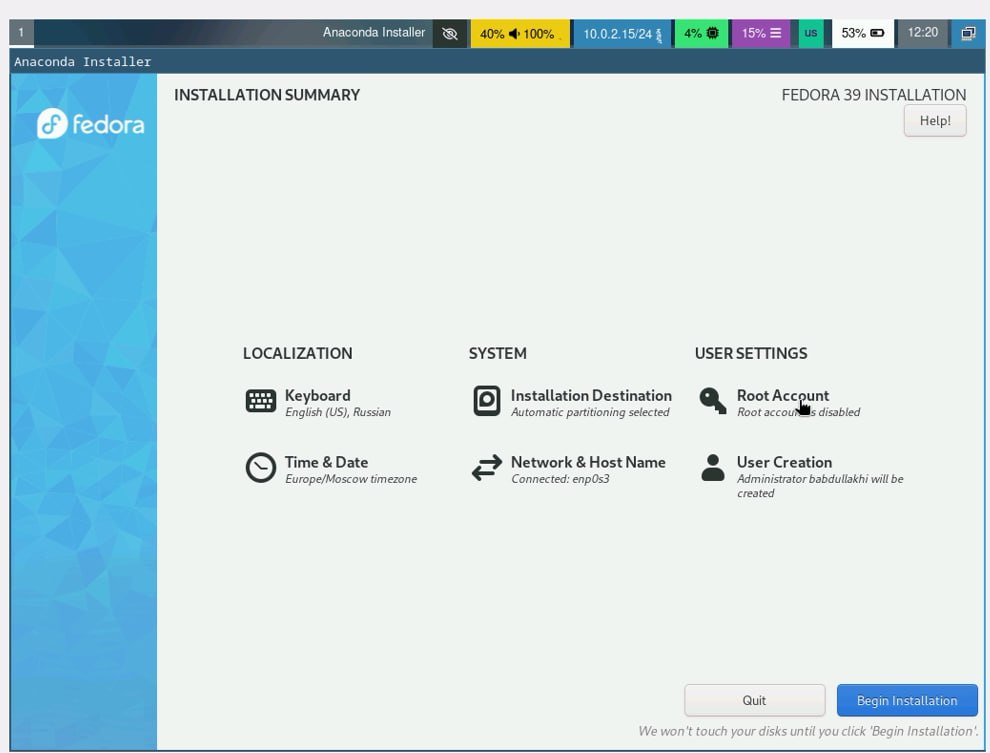 1
Anaconda Installer
40% 100%
10.0.2.15/24
4%
15%
us
53%
12:20
Anaconda Installer
fedora
INSTALLATION SUMMARY
FEDORA 39 INSTALLATION
Help!
LOCALIZATION
Keyboard
English (US), Russian
Time & Date
Europe/Moscow timezone
SYSTEM
Installation Destination
Automatic partitioning selected
Network & Host Name
Connected: enp0s3
USER SETTINGS
Root Account
Root account is disabled
User Creation
Administrator babdullakhi will be
created
Quit
Begin Installation
We won't touch your disks until you click 'Begin Installation'.